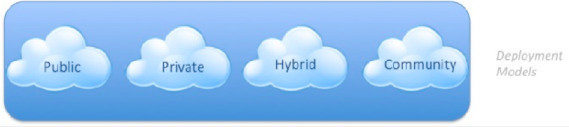 Public
Private
Hybrid
Community
Deployment
Models